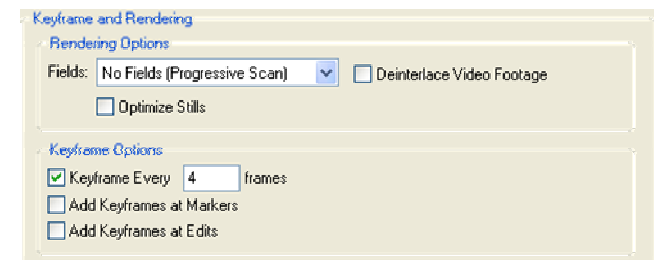 Keyframe and Rendering
Rendering Options
Fields: No Fields (Progressive Scan) Deinterlace Video Footage
Optimize Stills
Keyframe Options
Keyframe Every 4 frames
Add Keyframes at Markers
Add Keyframes at Edits